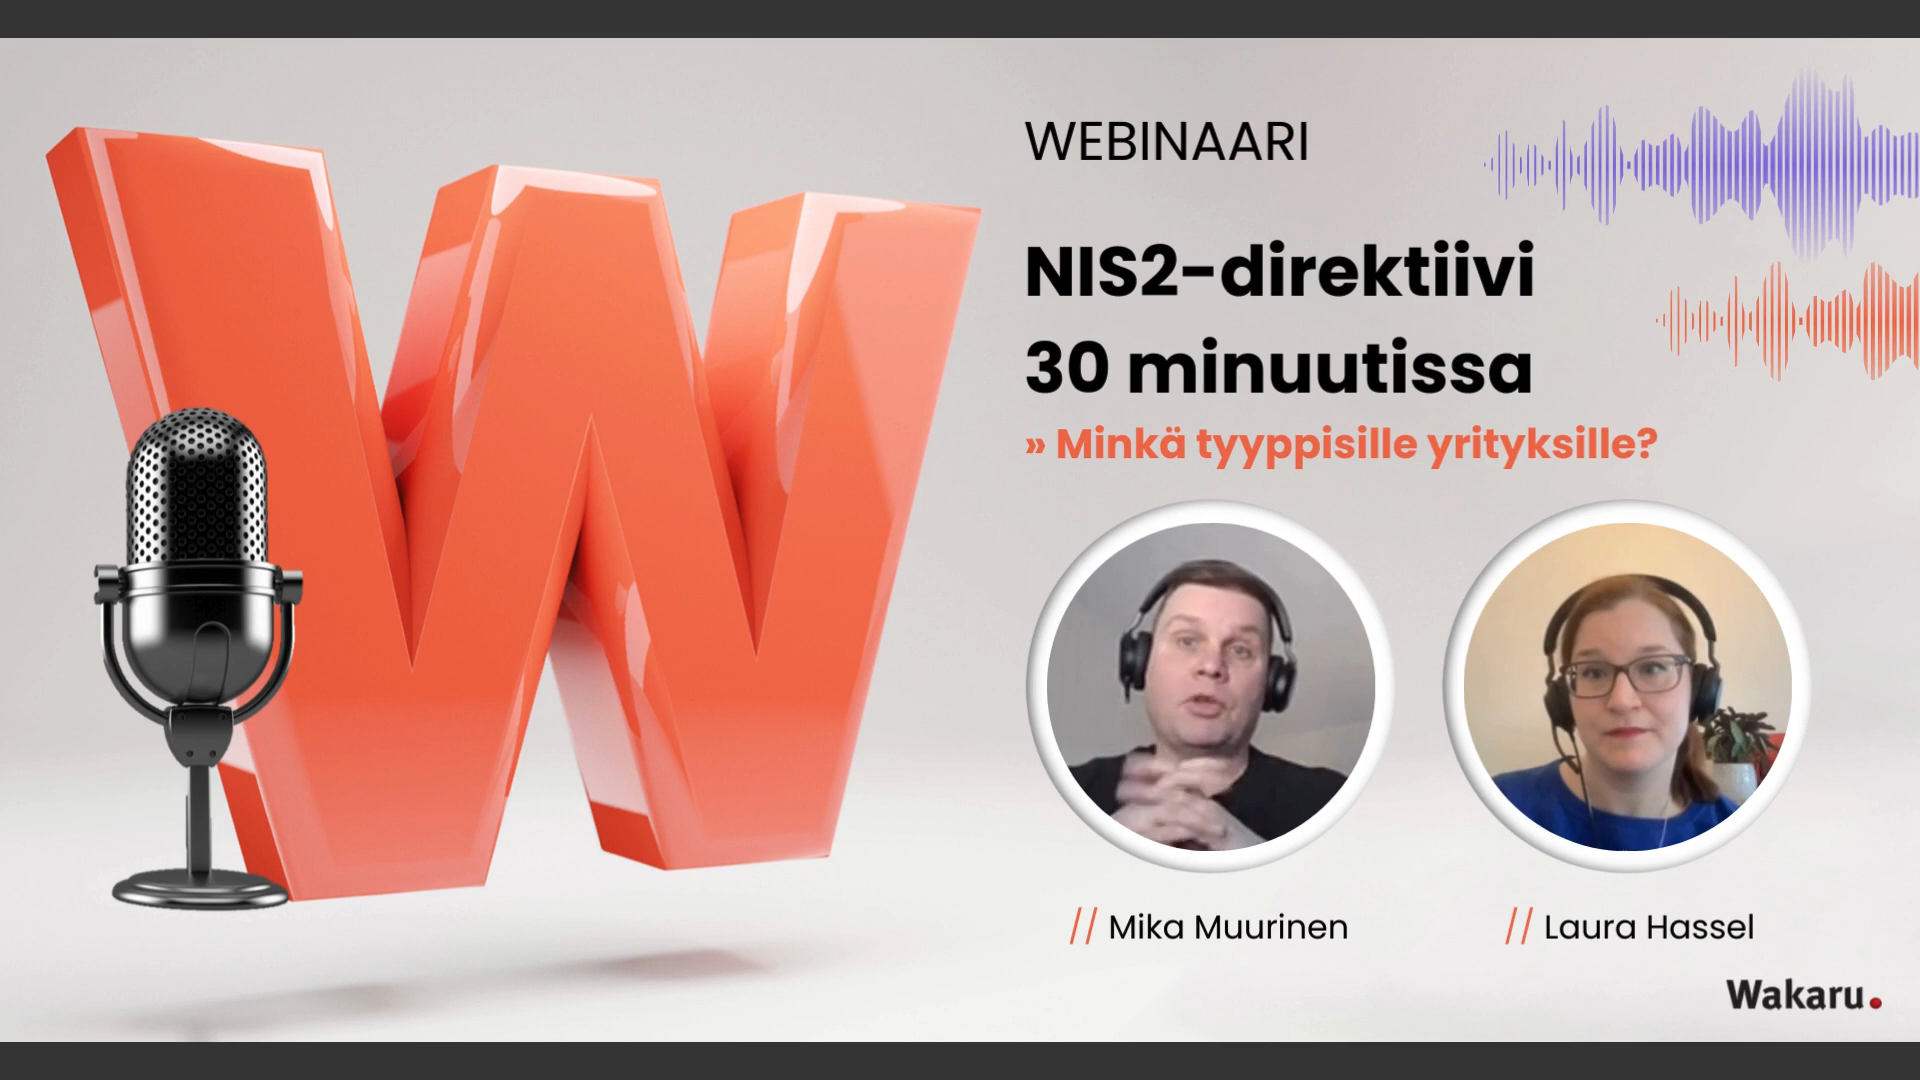 WEBINAARI
NIS2-direktiivi
30 minuutissa
» Minkä tyyppisille yrityksille?
// Mika Muurinen
// Laura Hassel
Wakaru.